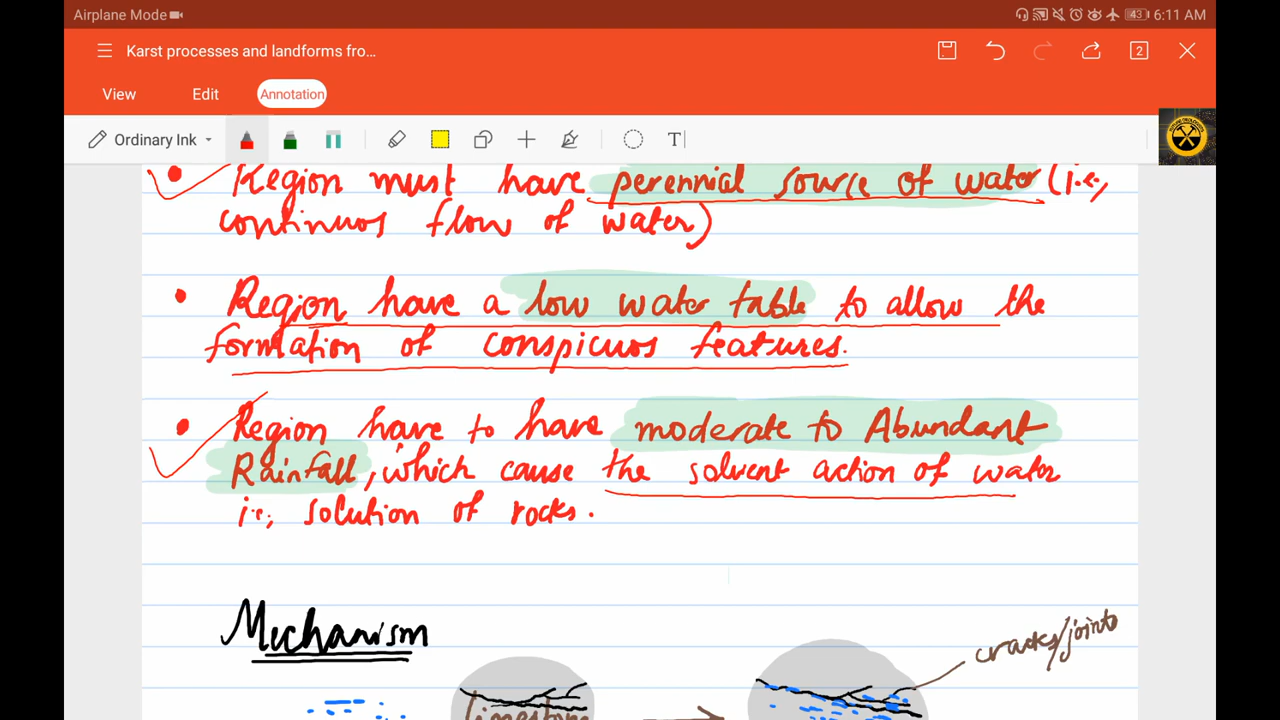 Airplane Mode
43 6:11 AM
Karst processes and landforms fro...
2
View Edit Annotation
Ordinary Ink
T
Region must have perennial source of water (i.e.,
continuos flow of water)
Region have a low water table to allow the
formation of conspicuos features.
Region have to have moderate to Abundant
Rainfall, which cause the solvent action of water
i.e., solution of rocks.
Mechanism
cracks/joints
limestone